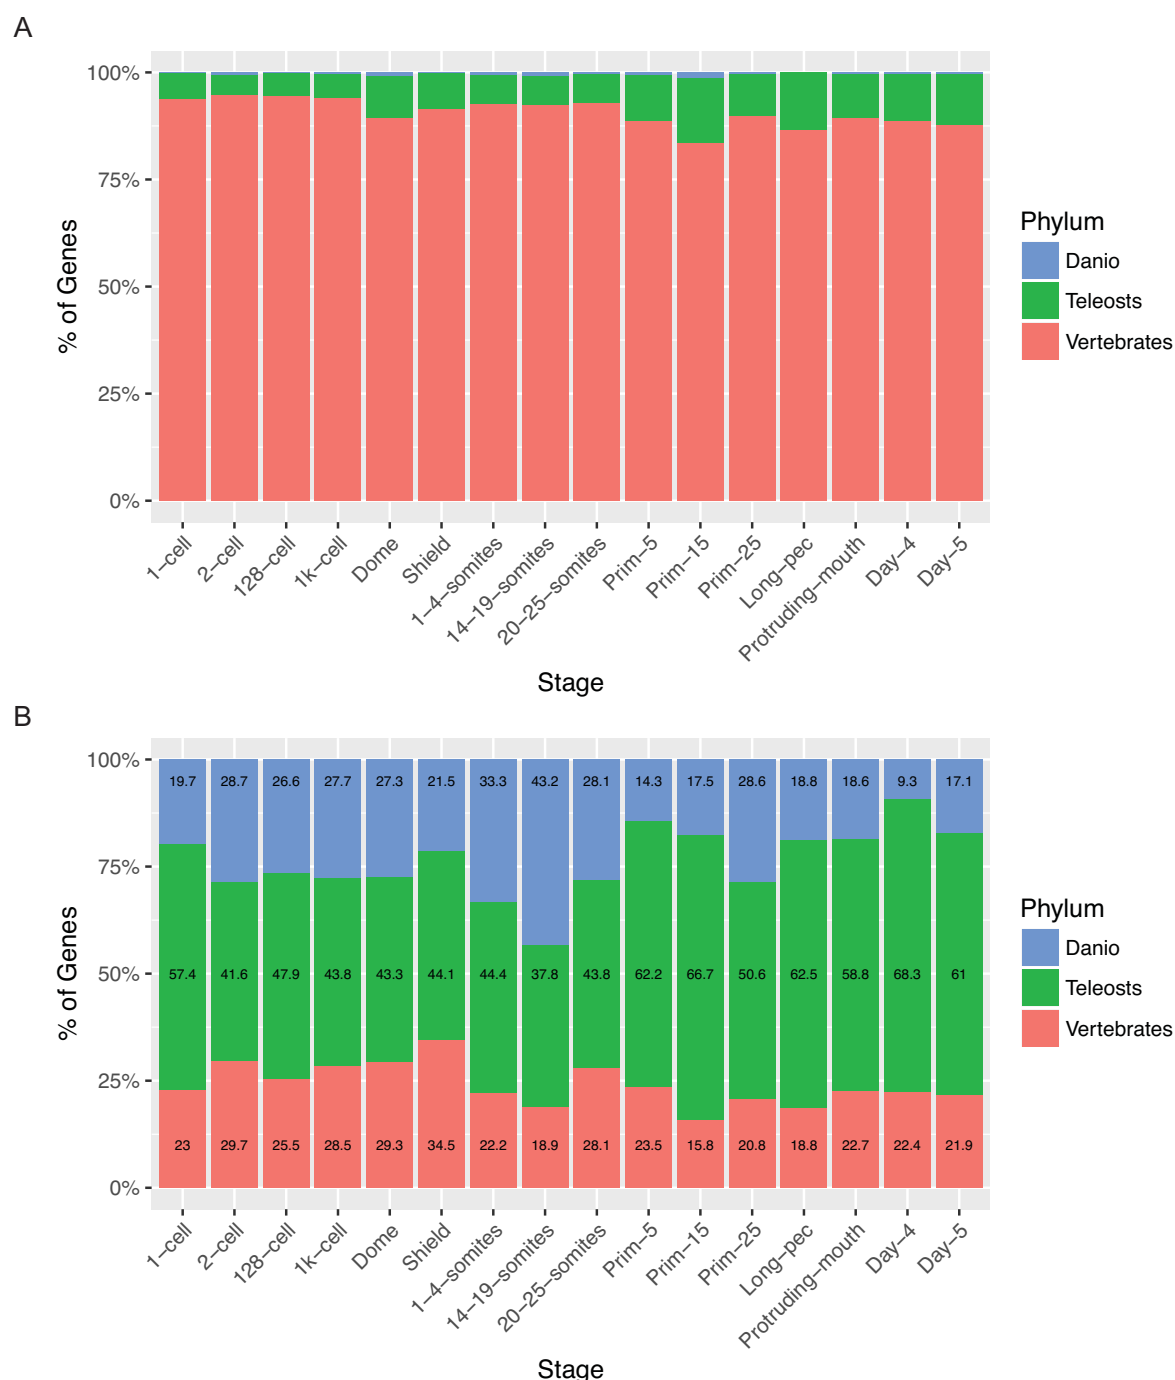 A
100%
75%
50%
25%
0%
% of Genes
1−cell
2−cell
128−cell
1k−cell
Dome
Shield
1−4−somites
14−19−somites
20−25−somites
Prim−5
Prim−15
Prim−25
Long−pec
Protruding−mouth
Day−4
Day−5
Stage
Phylum
Danio
Teleosts
Vertebrates
B
100%
75%
50%
25%
0%
% of Genes
19.7 28.7 26.6 27.7 27.3 21.5 33.3 43.2 28.1 14.3 17.5 28.6 18.8 18.6 9.3 17.1
57.4 41.6 47.9 43.8 43.3 44.1 44.4 37.8 43.8 62.2 66.7 50.6 62.5 58.8 68.3 61
23 29.7 25.5 28.5 29.3 34.5 22.2 18.9 28.1 23.5 15.8 20.8 18.8 22.7 22.4 21.9
1−cell
2−cell
128−cell
1k−cell
Dome
Shield
1−4−somites
14−19−somites
20−25−somites
Prim−5
Prim−15
Prim−25
Long−pec
Protruding−mouth
Day−4
Day−5
Stage
Phylum
Danio
Teleosts
Vertebrates